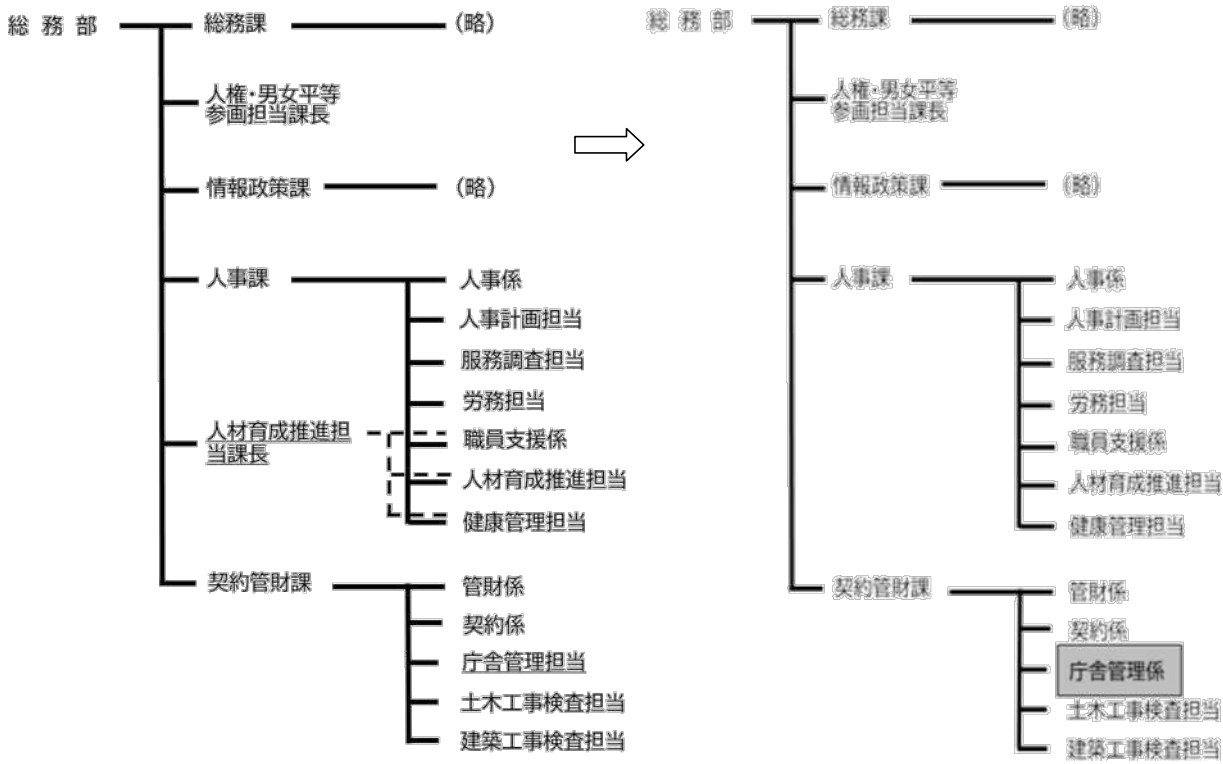 総務部
総務課
（略）
人権・男女平等
参画担当課長
情報政策課
（略）
人事課
人事係
人事計画担当
服務調査担当
労務担当
人材育成推進担
当課長
職員支援係
人材育成推進担当
健康管理担当
契約管財課
管財係
契約係
庁舎管理担当
土木工事検査担当
建築工事検査担当
総務部
総務課
（略）
人権・男女平等
参画担当課長
情報政策課
（略）
人事課
人事係
人事計画担当
服務調査担当
労務担当
職員支援係
人材育成推進担当
健康管理担当
契約管財課
管財係
契約係
庁舎管理係
土木工事検査担当
建築工事検査担当